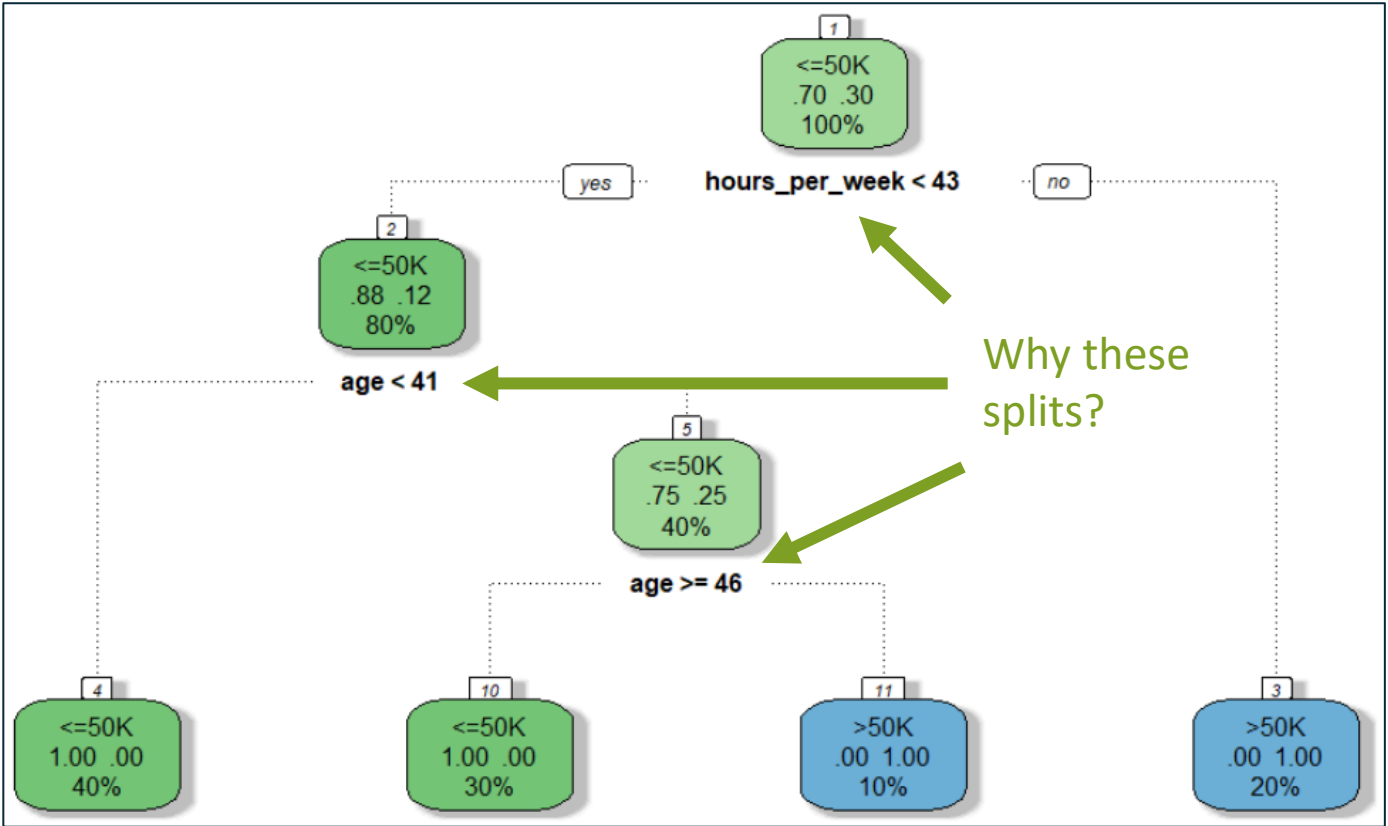 1
<=50K
.70 .30
100%
yes
hours_per_week < 43
no
2
<=50K
.88 .12
80%
age < 41
Why these
splits?
5
<=50K
.75 .25
40%
age >= 46
4
<=50K
1.00 .00
40%
10
<=50K
1.00 .00
30%
11
>50K
.00 1.00
10%
3
>50K
.00 1.00
20%